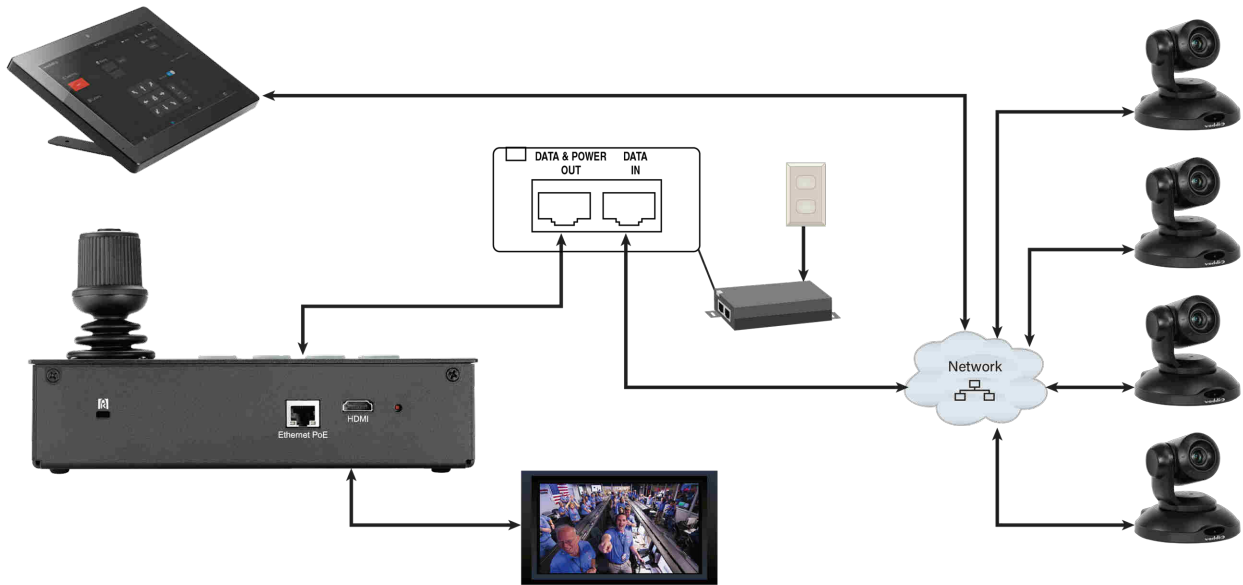 DATA & POWER
OUT
DATA
IN
Network
Ethernet PoE
HDMI